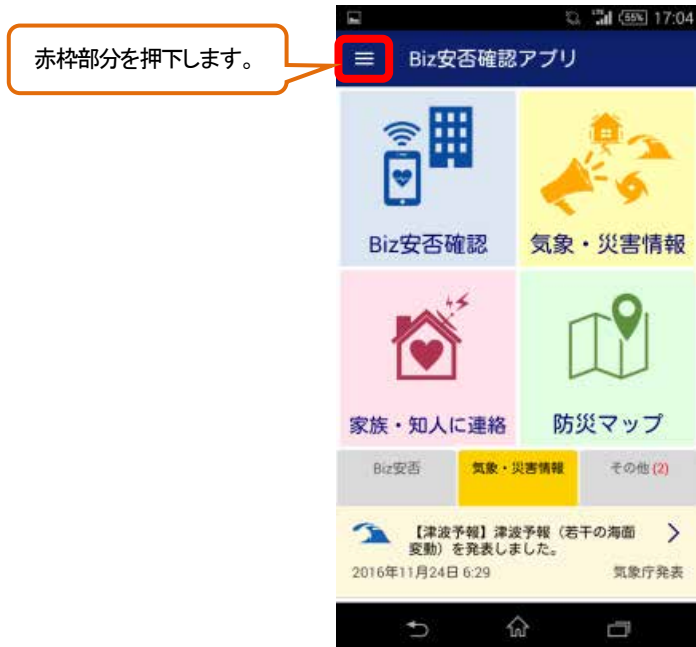 赤枠部分を押下します。
55% 17:04
Biz安否確認アプリ
Biz安否確認
気象・災害情報
家族・知人に連絡
防災マップ
Biz安否
気象・災害情報
その他 (2)
【津波予報】津波予報（若干の海面
変動）を発表しました。
2016年11月24日 6:29
気象庁発表